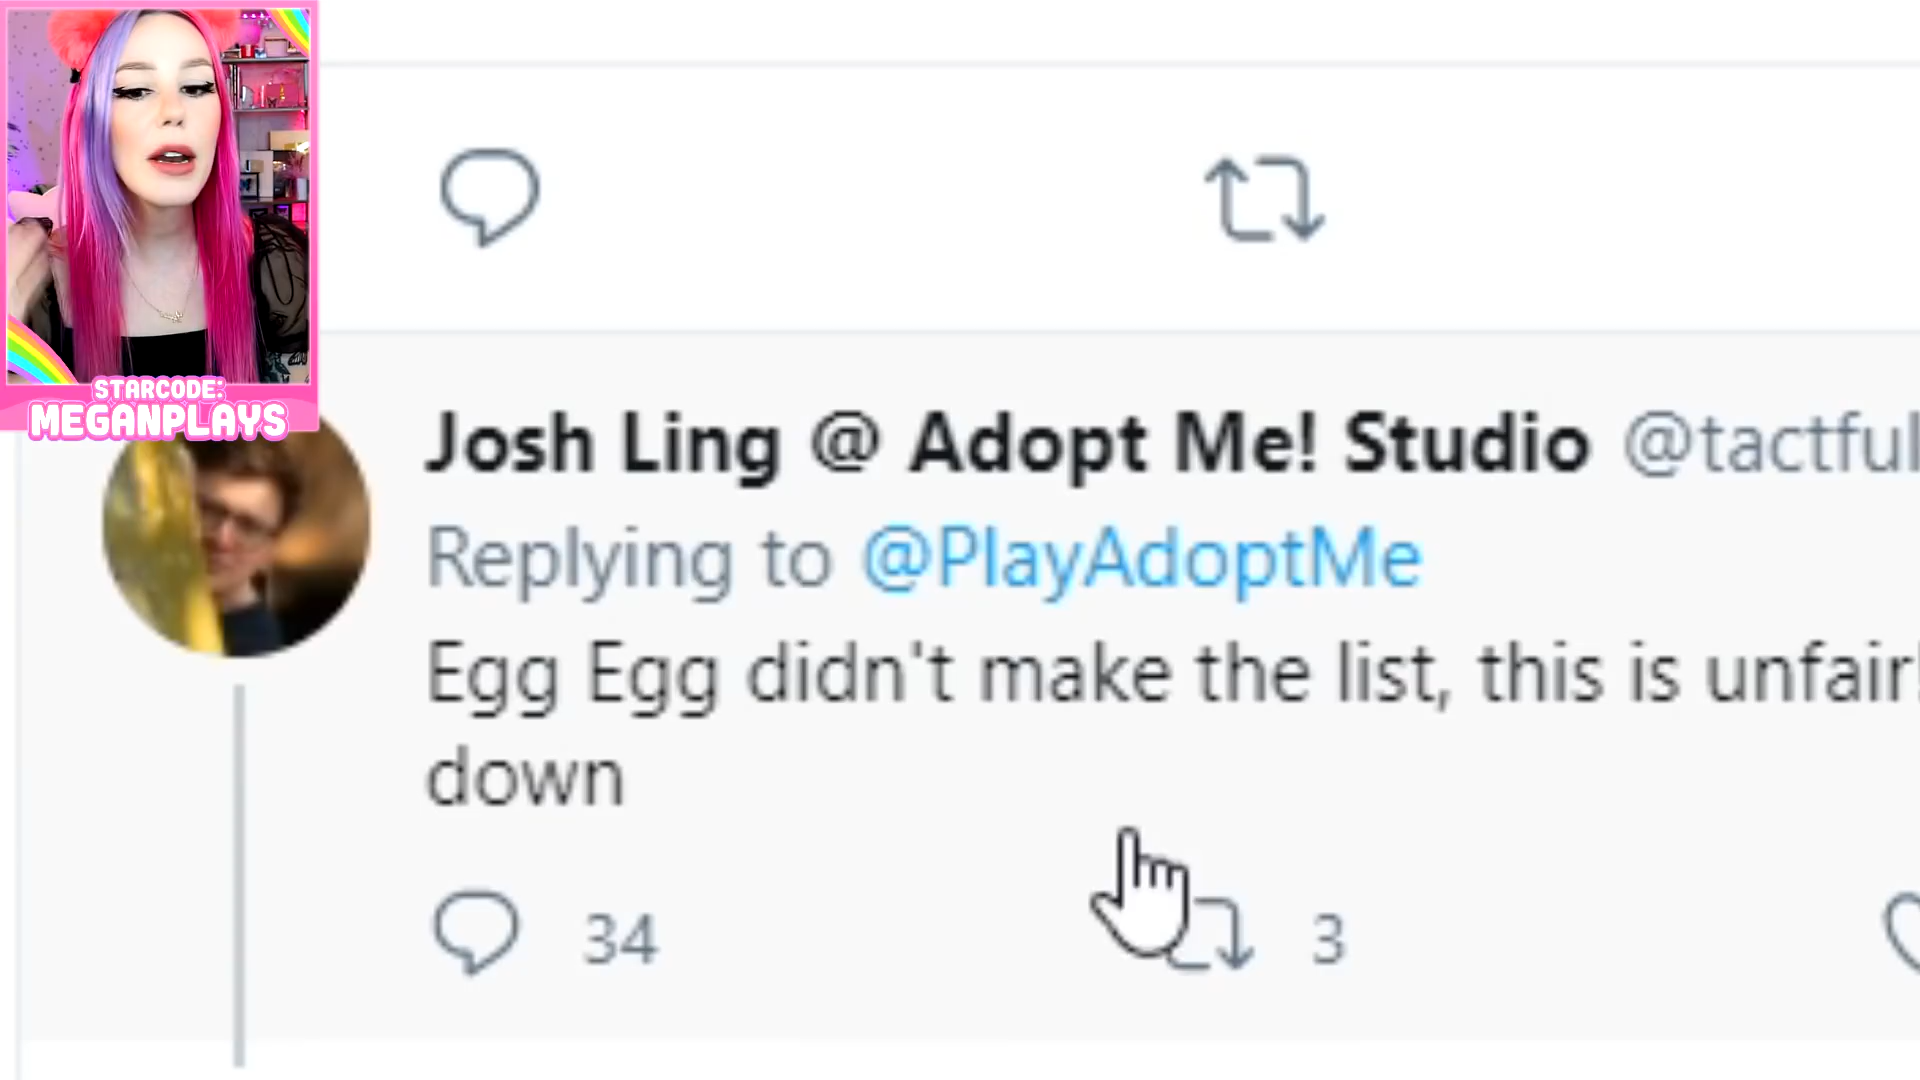 STARCODE:
MEGANPLAYS
Josh Ling @ Adopt Me! Studio @tactful
Replying to @PlayAdoptMe
Egg Egg didn't make the list, this is unfair!
down
34 3